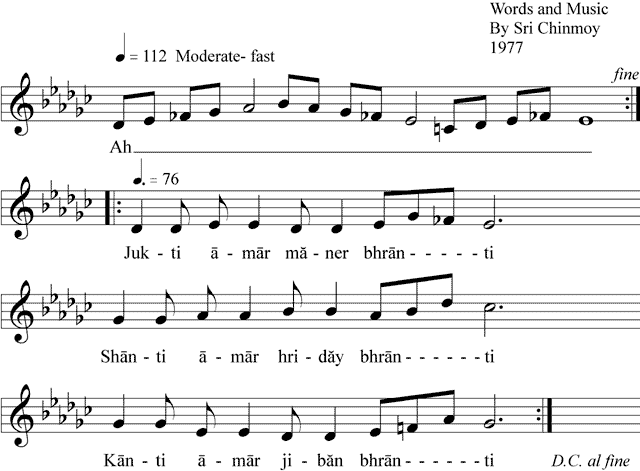 Words and Music
By Sri Chinmoy
1977
= 112 Moderate- fast
fine
Ah
= 76
Juk - ti ā - mār mă - ner bhrān - - - - - ti
Shān - ti ā - mār hri - dăy bhrān - - - - - - ti
Kān - ti ā - mār ji - băn bhrān - - - - - - ti D.C. al fine